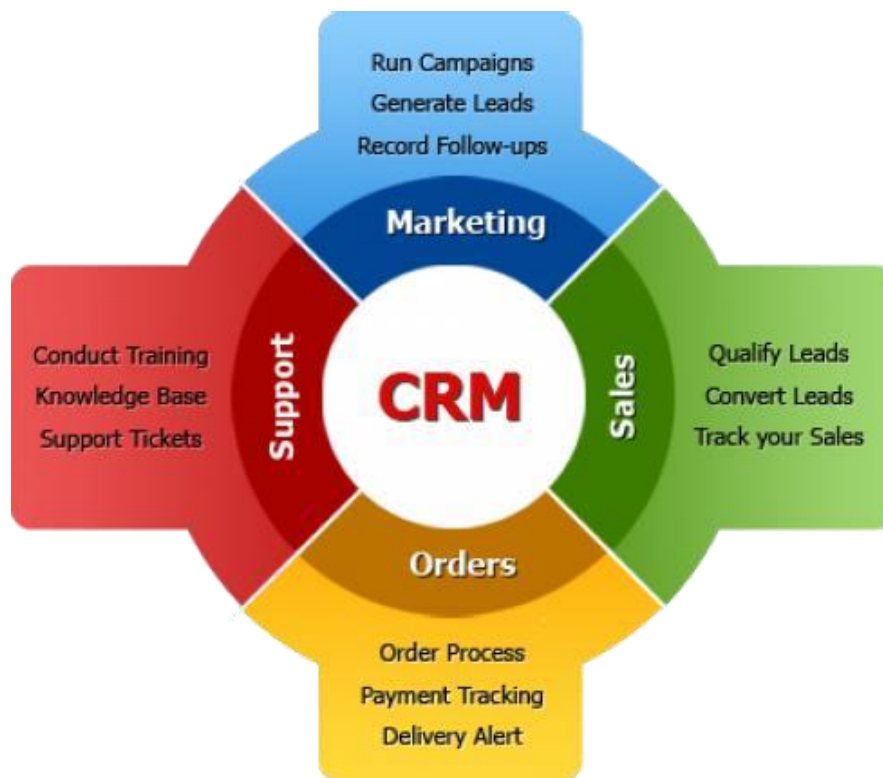 Run Campaigns
Generate Leads
Record Follow-ups
Marketing
Conduct Training
Knowledge Base
Support Tickets
Support
CRM
Sales
Qualify Leads
Convert Leads
Track your Sales
Orders
Order Process
Payment Tracking
Delivery Alert